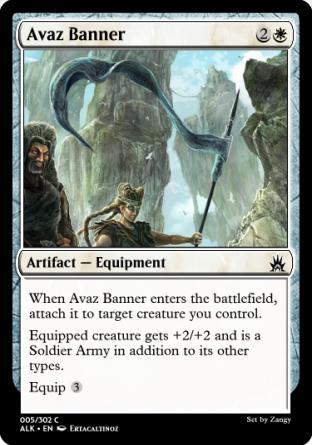 Avaz Banner 2
Artifact — Equipment
When Avaz Banner enters the battlefield,
attach it to target creature you control.
Equipped creature gets +2/+2 and is a
Soldier Army in addition to its other
types.
Equip 3
005/302 C
ALK • EN Ertacaltinoz
Set by Zangy